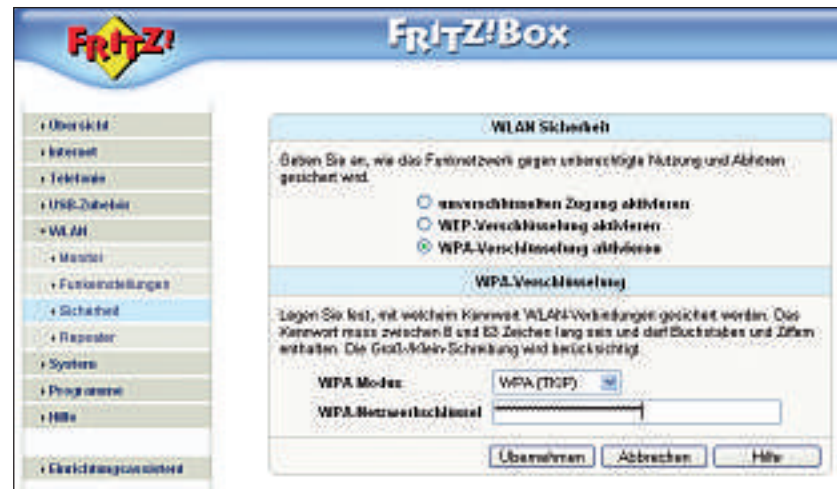 FRITZ!
FRITZ!Box
Übersicht
Internet
Telefonie
USB-Zubehör
WLAN
Monitor
Funkeinstellungen
Sicherheit
Repeater
System
Programme
Hilfe
Einrichtungsassistent
WLAN Sicherheit
Geben Sie an, wie das Funknetzwerk gegen unberechtigte Nutzung und Abhören
gesichert wird.
unverschlüsselten Zugang aktivieren
WEP-Verschlüsselung aktivieren
WPA-Verschlüsselung aktivieren
WPA-Verschlüsselung
Legen Sie fest, mit welchem Kennwort WLAN-Verbindungen gesichert werden. Das
Kennwort muss zwischen 8 und 63 Zeichen lang sein und darf Buchstaben und Ziffern
enthalten. Die Groß-/Klein-Schreibung wird berücksichtigt.
WPA Modus WPA (TKIP)
WPA-Netzwerkschlüssel
Übernehmen Abbrechen Hilfe